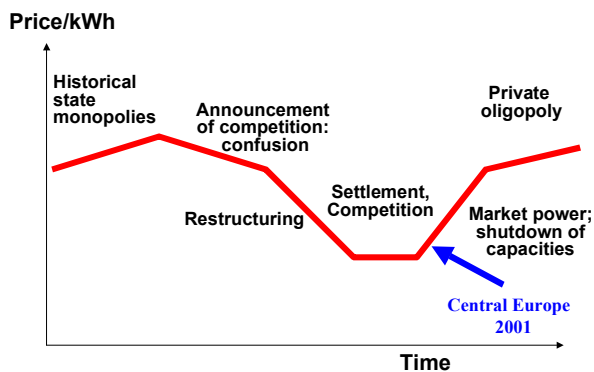 Price/kWh
Historical
state
monopolies
Announcement
of competition:
confusion
Restructuring
Settlement,
Competition
Private
oligopoly
Market power;
shutdown of
capacities
Central Europe
2001
Time